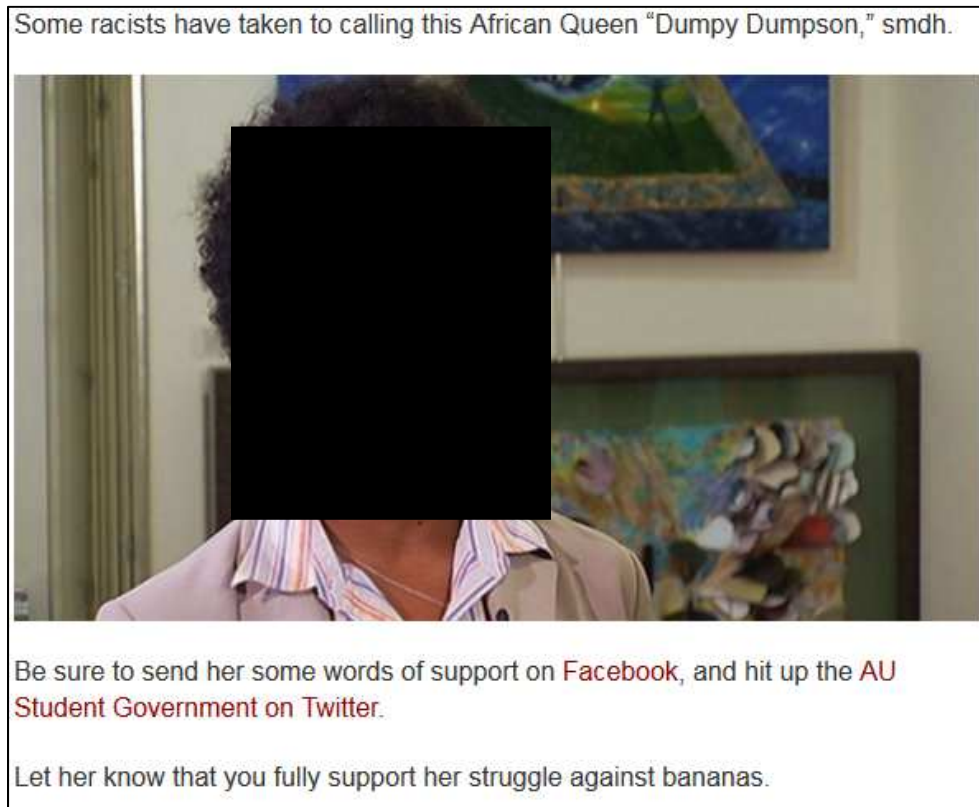 Some racists have taken to calling this African Queen “Dumpy Dumpson,” smdh.
Be sure to send her some words of support on Facebook, and hit up the AU
Student Government on Twitter.
Let her know that you fully support her struggle against bananas.